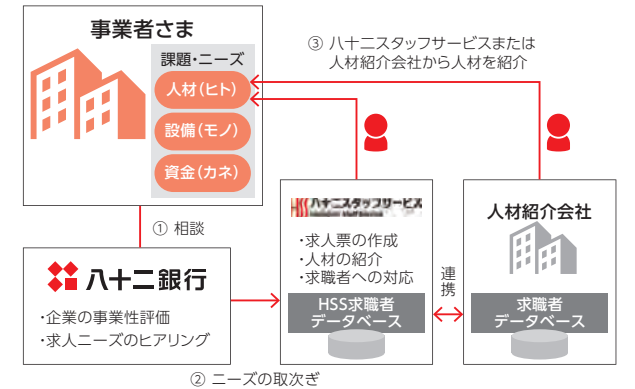 事業者さま
課題・ニーズ
人材(ヒト)
設備(モノ)
資金(カネ)
③ 八十二スタッフサービスまたは
人材紹介会社から人材を紹介
① 相談
八十二銀行
・企業の事業性評価
・求人ニーズのヒアリング
② ニーズの取次ぎ
HSS 八十二スタッフサービス
・求人票の作成
・人材の紹介
・求職者への対応
HSS求職者
データベース
連携
人材紹介会社
求職者
データベース